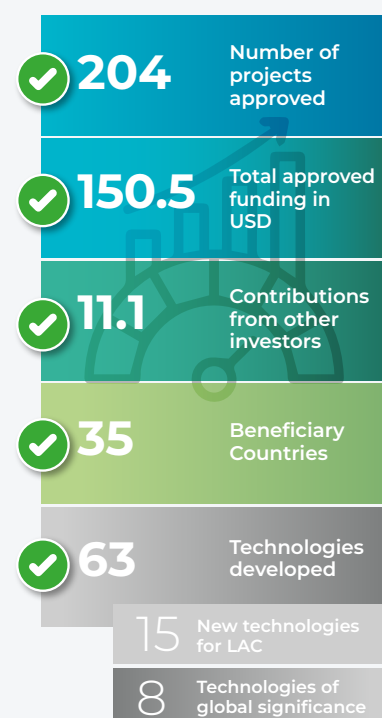 204
Number of
projects
approved
150.5
Total approved
funding in
USD
11.1
Contributions
from other
investors
35
Beneficiary
Countries
63
Technologies
developed
15
New technologies
for LAC
8
Technologies of
global significance